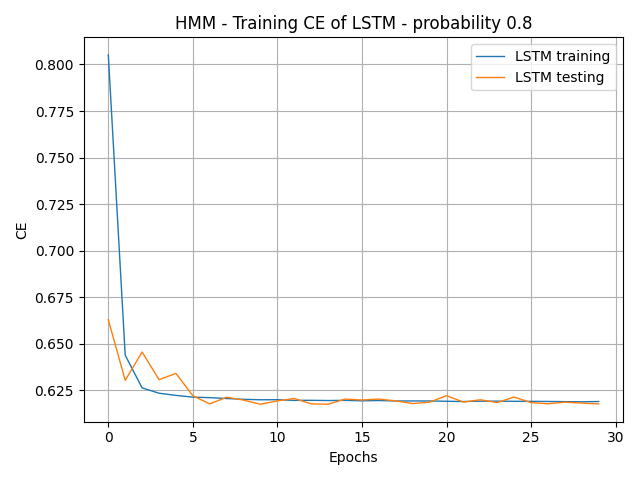 HMM - Training CE of LSTM - probability 0.8
LSTM training
LSTM testing
0.800
0.775
0.750
0.725
0.700
0.675
0.650
0.625
CE
0 5 10 15 20 25 30
Epochs